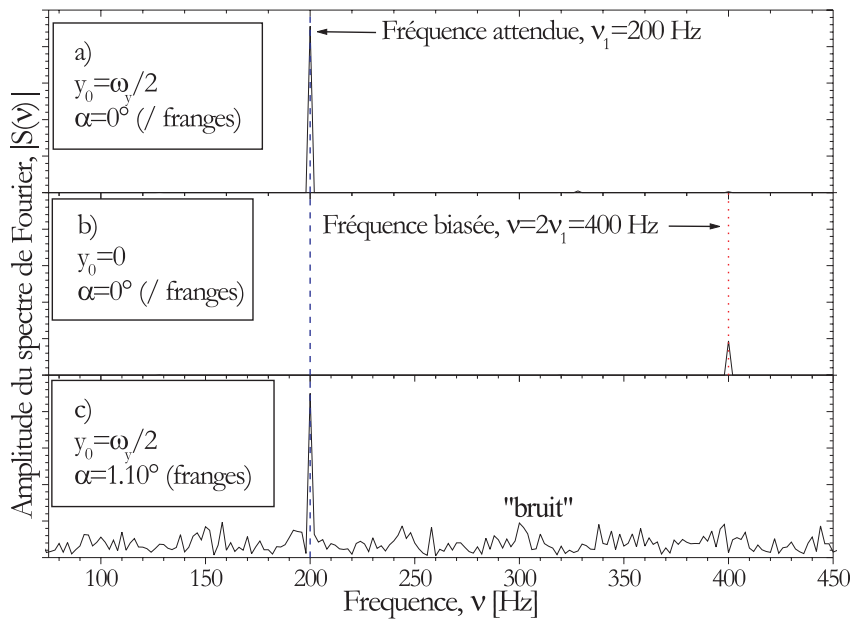 Amplitude du spectre de Fourier, |S(ν)|
a)
y₀=ω_y/2
α=0° (/ franges)
Fréquence attendue, ν₁=200 Hz
b)
y₀=0
α=0° (/ franges)
Fréquence biasée, ν=2ν₁=400 Hz
c)
y₀=ω_y/2
α=1.10° (franges)
"bruit"
100 150 200 250 300 350 400 450
Frequence, ν [Hz]